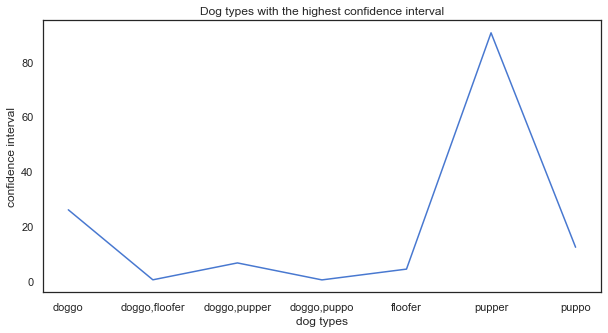 Dog types with the highest confidence interval
80
60
40
20
0
confidence interval
doggo doggo,floofer doggo,pupper doggo,puppo floofer pupper puppo
dog types